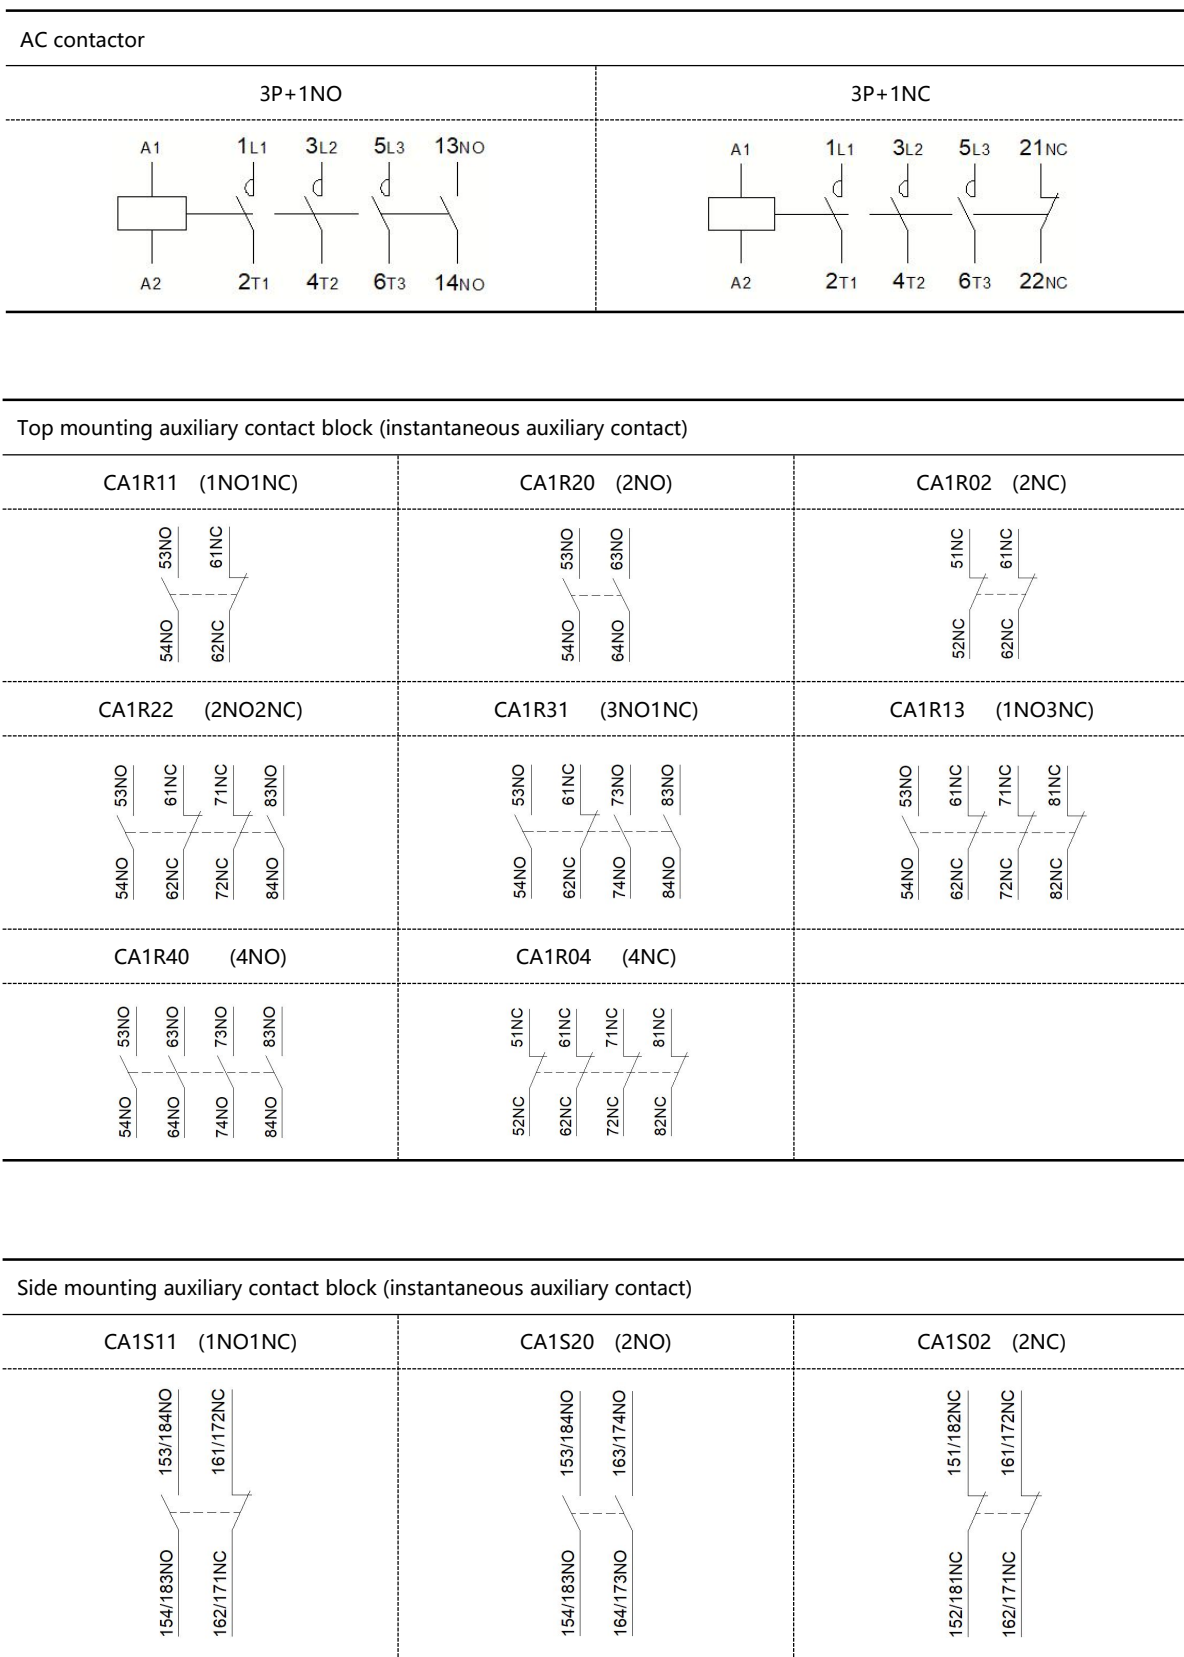 AC contactor
3P+1NO 3P+1NC
A1 1L1 3L2 5L3 13NO A1 1L1 3L2 5L3 21NC
A2 2T1 4T2 6T3 14NO A2 2T1 4T2 6T3 22NC
Top mounting auxiliary contact block (instantaneous auxiliary contact)
CA1R11 (1NO1NC) CA1R20 (2NO) CA1R02 (2NC)
53NO 61NC 53NO 63NO 51NC 61NC
54NO 62NC 54NO 64NO 52NC 62NC
CA1R22 (2NO2NC) CA1R31 (3NO1NC) CA1R13 (1NO3NC)
53NO 61NC 71NC 83NO 53NO 61NC 73NO 83NO 53NO 61NC 71NC 81NC
54NO 62NC 72NC 84NO 54NO 62NC 74NO 84NO 54NO 62NC 72NC 82NC
CA1R40 (4NO) CA1R04 (4NC)
53NO 63NO 73NO 83NO 51NC 61NC 71NC 81NC
54NO 64NO 74NO 84NO 52NC 62NC 72NC 82NC
Side mounting auxiliary contact block (instantaneous auxiliary contact)
CA1S11 (1NO1NC) CA1S20 (2NO) CA1S02 (2NC)
153/184NO 161/172NC 153/184NO 163/174NO 151/182NC 161/172NC
154/183NO 162/171NC 154/183NO 164/173NO 152/181NC 162/171NC